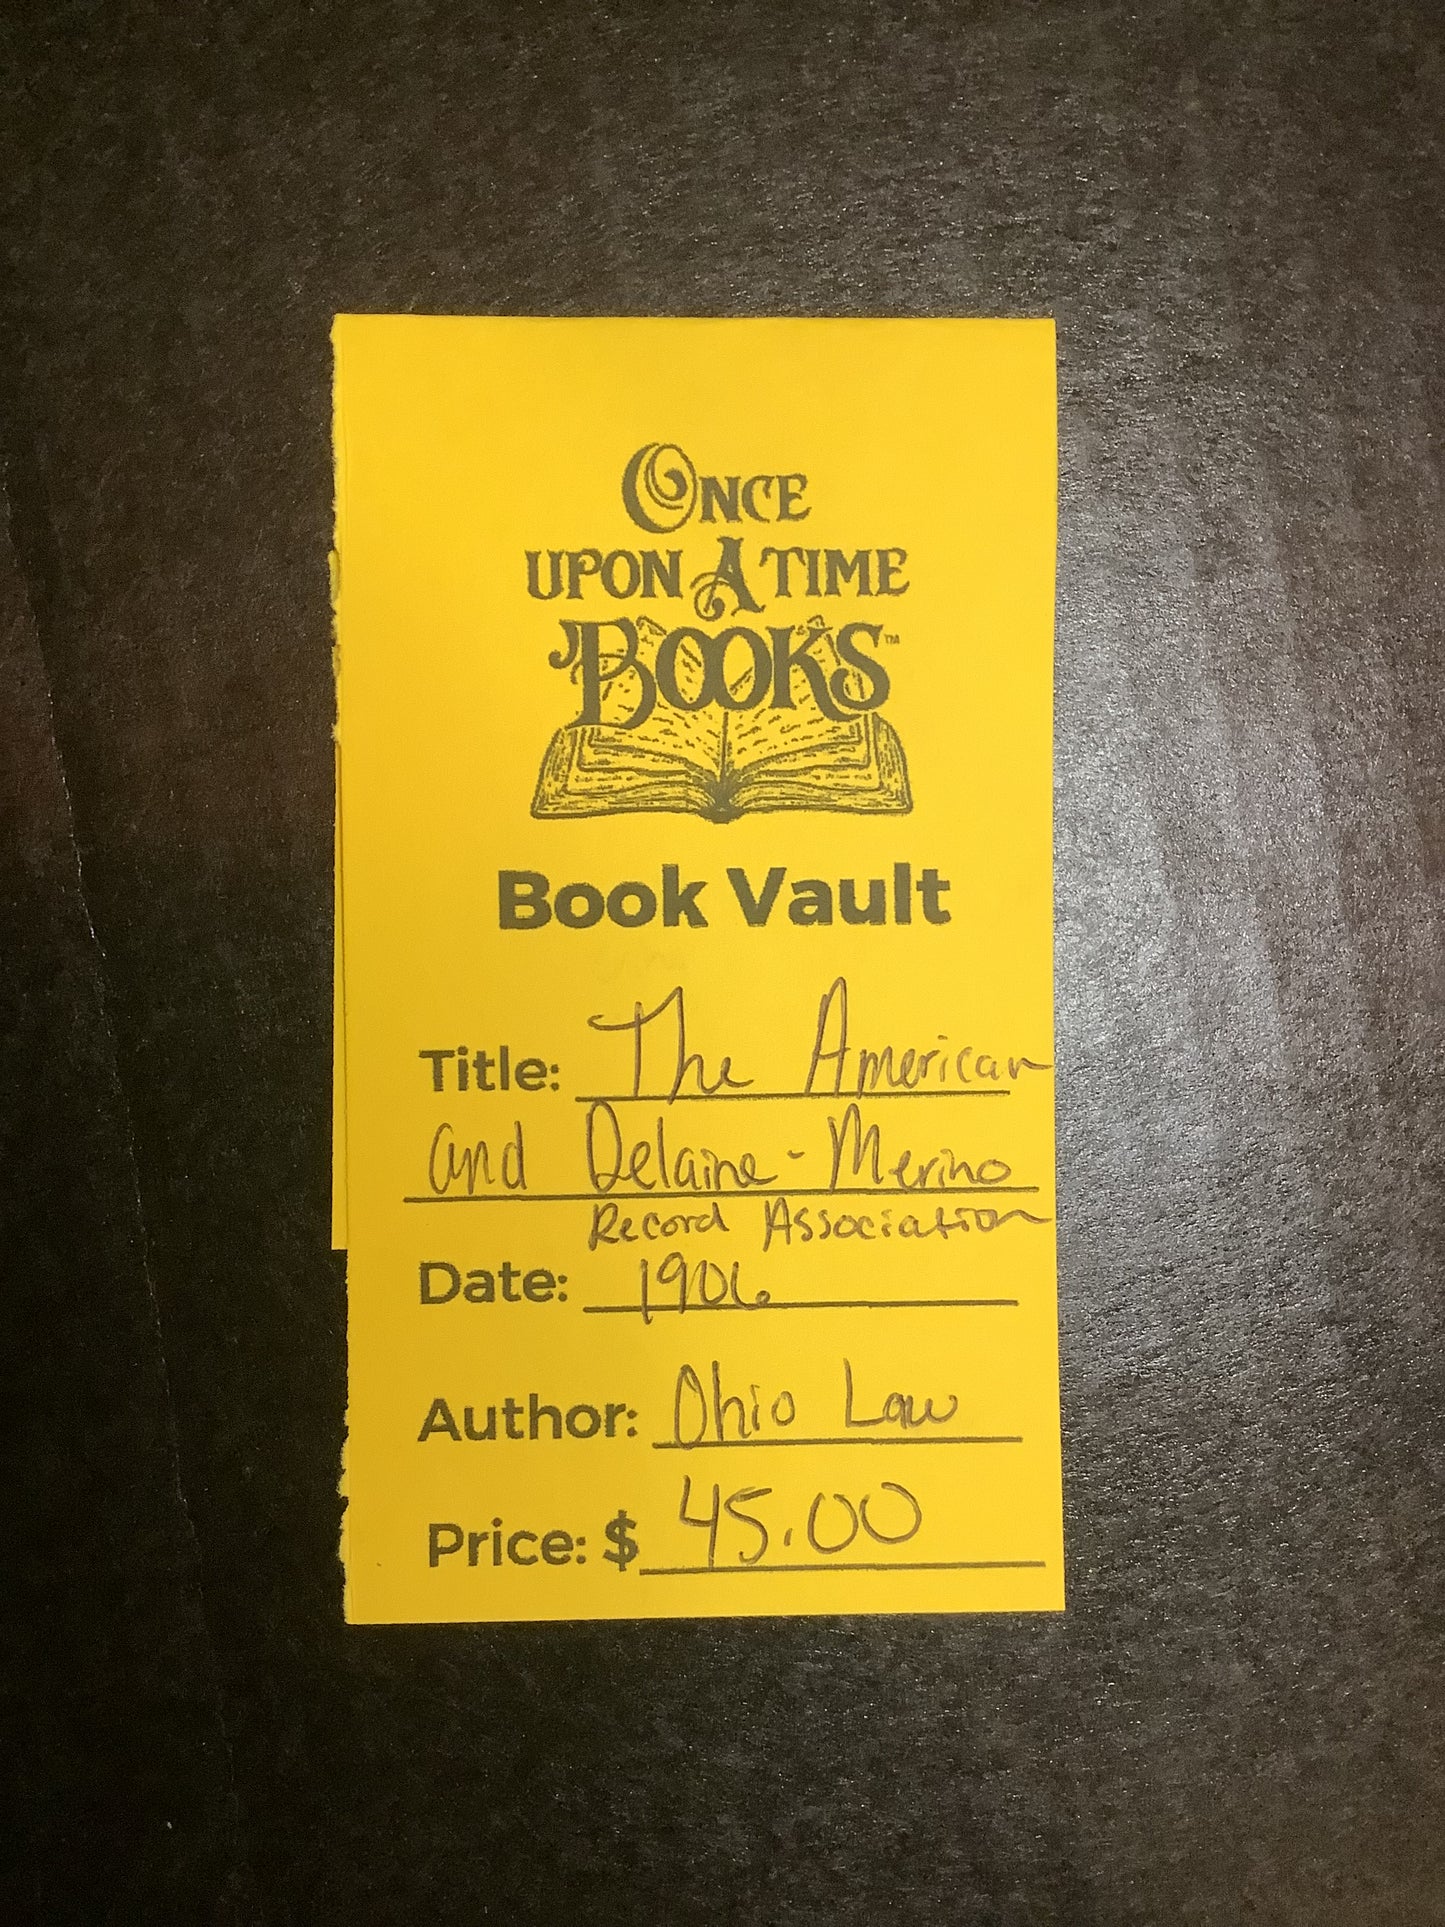 ONCE
UPON A TIME
BOOKS™
Book Vault
Title: The American
and Delaine-Merino
Record Association
Date: 1906
Author: Ohio Law
Price: $ 45.00